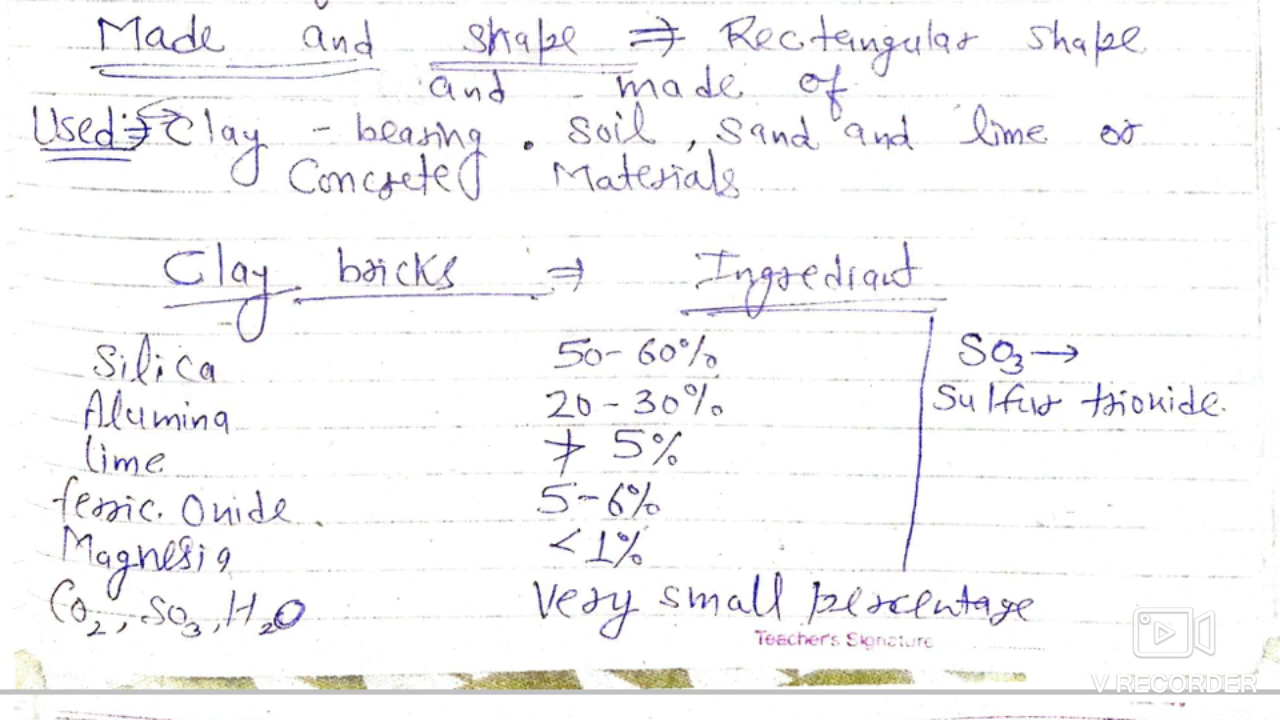 Made and shape ⇒ Rectangular shape
and made of
Used:⇒ Clay - bearing . soil , sand and lime or
Concrete Materials
Clay bricks ⇒ Ingrediant
Silica 50-60%
Alumina 20-30%
lime ≯ 5%
ferric. Oxide 5-6%
Magnesia <1%
CO2, SO3, H2O Very small percentage
SO3→
Sulfur trioxide.
Teacher's Signature
V RECORDER